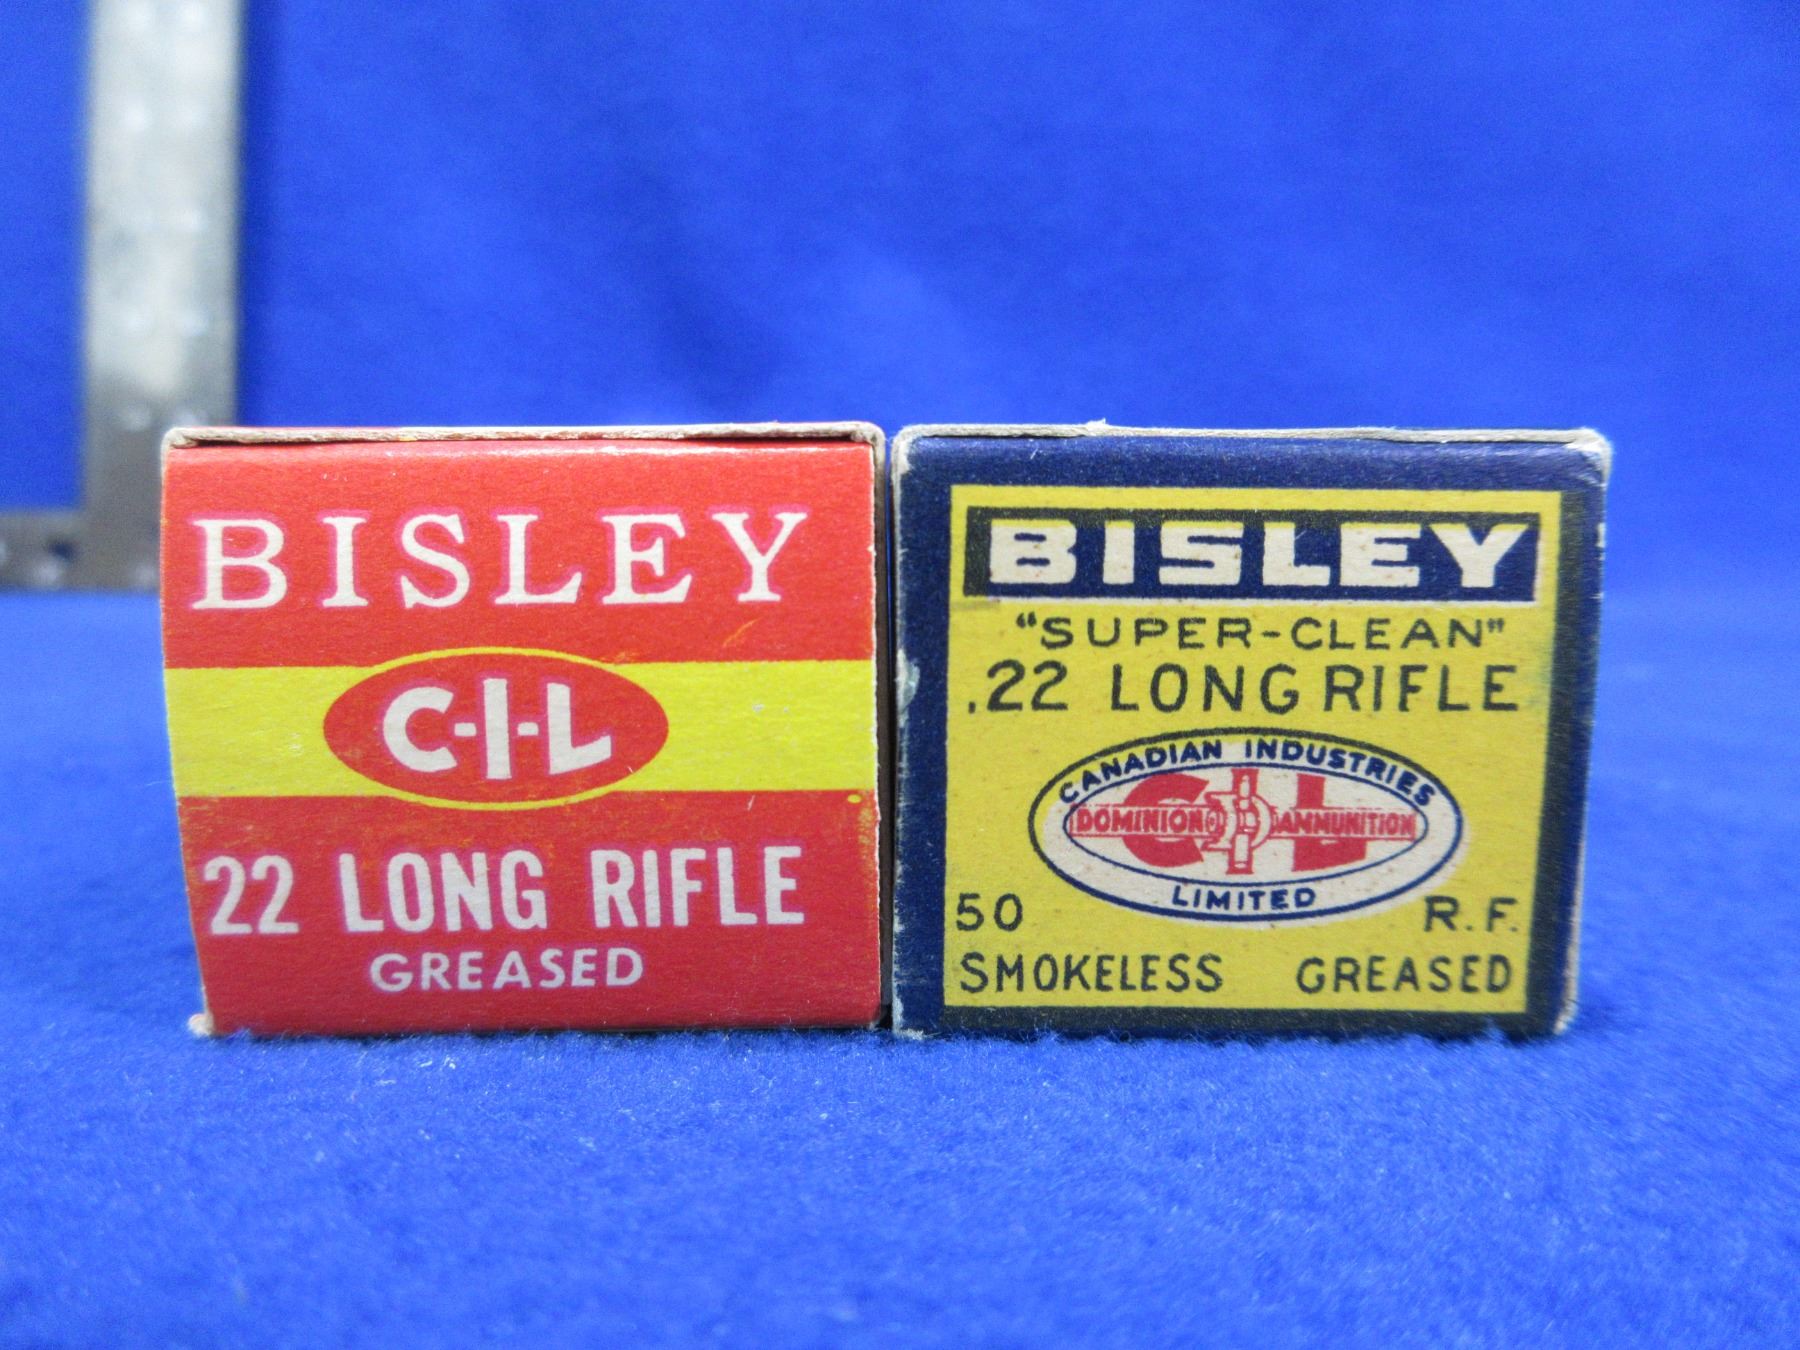 BISLEY
C-I-L
22 LONG RIFLE
GREASED
BISLEY
"SUPER-CLEAN"
.22 LONG RIFLE
CANADIAN INDUSTRIES
CIL
DOMINION AMMUNITION
LIMITED
50 R.F.
SMOKELESS GREASED